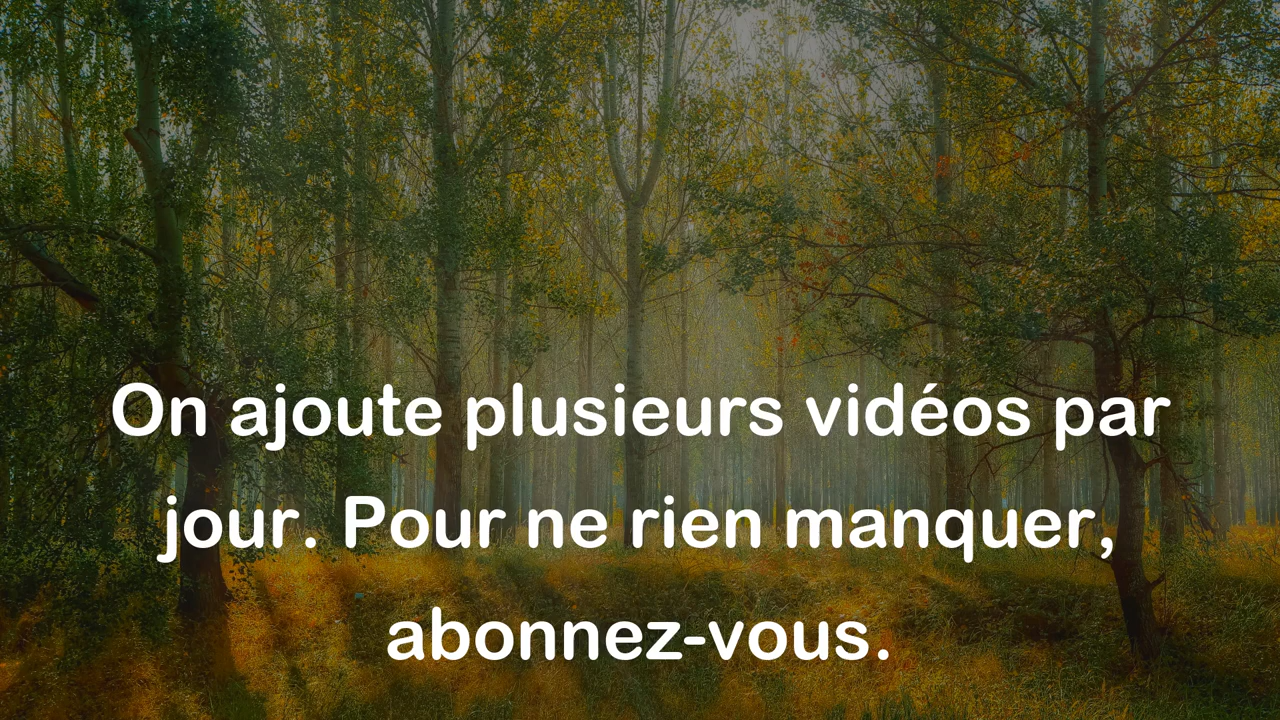 On ajoute plusieurs vidéos par
jour. Pour ne rien manquer,
abonnez-vous.